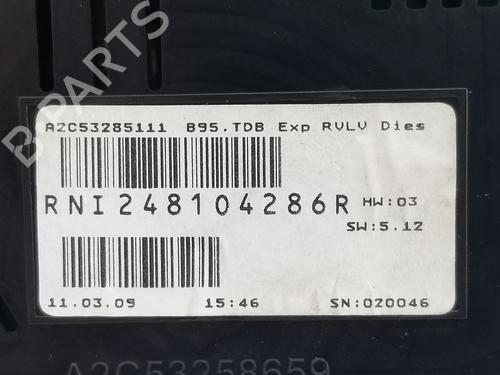 B-PARTS
A2C53285111 B95.TDB Exp RVLV Dies
RNI248104286R HW:03
SW:5.12
11.03.09 15:46 SN:020046
A2C53258659
B-PARTS